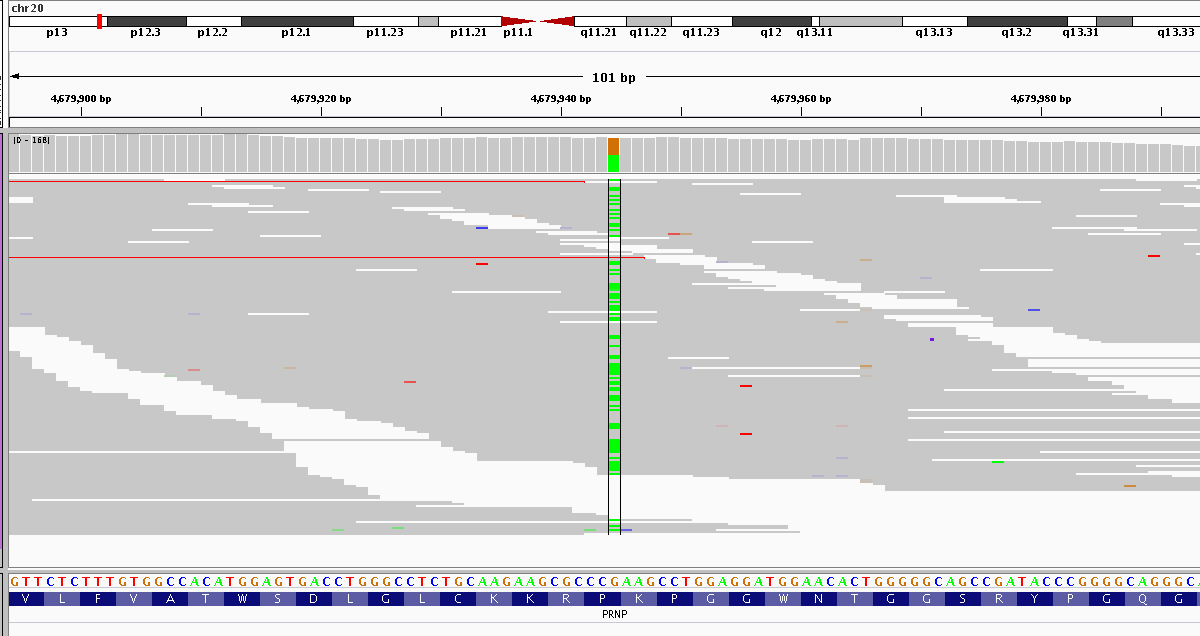 chr20
p13 p12.3 p12.2 p12.1 p11.23 p11.21 p11.1 q11.21 q11.22 q11.23 q12 q13.11 q13.13 q13.2 q13.31 q13.33
101 bp
4,679,900 bp 4,679,920 bp 4,679,940 bp 4,679,960 bp 4,679,980 bp
[0 - 168]
GTTCTCTTTGTGGCCACATGGAGTGACCTGGGCCTCTGCAAGAAGCGCCCGAAGCCTGGAGGATGGAACACTGGGGGCAGCCGATACCCGGGGCAGGGC
V L F V A T W S D L G L C K K R P K P G G W N T G G S R Y P G Q G
PRNP